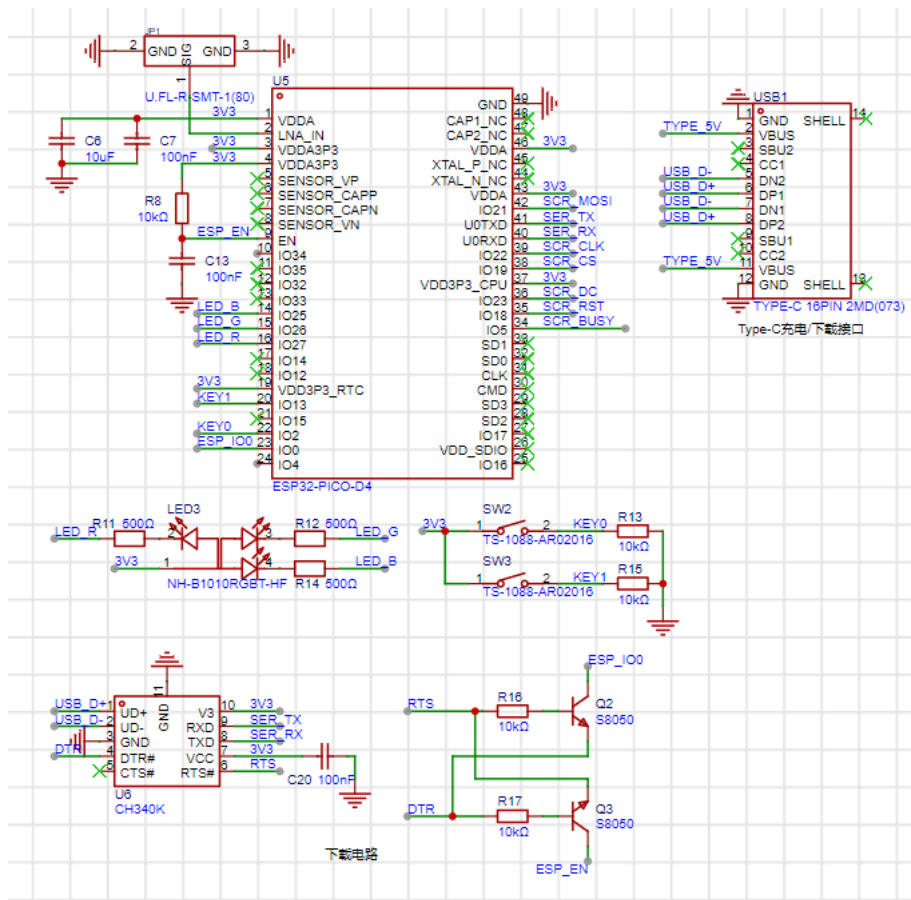 JP1
2 GND SIG GND 3
1
U.FL-R-SMT-1(80)
3V3
C6
10uF
C7
100nF
3V3
3V3
R8
10kΩ
ESP_EN
C13
100nF
LED_B
LED_G
LED_R
3V3
KEY1
KEY0
ESP_IO0
U5
1 VDDA
2 LNA_IN
3 VDDA3P3
4 VDDA3P3
5 SENSOR_VP
6 SENSOR_CAPP
7 SENSOR_CAPN
8 SENSOR_VN
9 EN
10 IO34
11 IO35
12 IO32
13 IO33
14 IO25
15 IO26
16 IO27
17 IO14
18 IO12
19 VDD3P3_RTC
20 IO13
21 IO15
22 IO2
23 IO0
24 IO4
GND 49
CAP1_NC 48
CAP2_NC 47
VDDA 46 3V3
XTAL_P_NC 45
XTAL_N_NC 44
VDDA 43 3V3
IO21 42 SCR_MOSI
U0TXD 41 SER_TX
U0RXD 40 SER_RX
IO22 39 SCR_CLK
IO19 38 SCR_CS
VDD3P3_CPU 37 3V3
IO23 36 SCR_DC
IO18 35 SCR_RST
IO5 34 SCR_BUSY
SD1 33
SD0 32
CLK 31
CMD 30
SD3 29
SD2 28
IO17 27
VDD_SDIO 26
IO16 25
ESP32-PICO-D4
USB1
1 GND SHELL 14
TYPE_5V 2 VBUS
3 SBU2
4 CC1
USB_D- 5 DN2
USB_D+ 6 DP1
USB_D- 7 DN1
USB_D+ 8 DP2
9 SBU1
10 CC2
TYPE_5V 11 VBUS
12 GND SHELL 13
TYPE-C 16PIN 2MD(073)
Type-C充电/下载接口
LED3
LED_R R11 500Ω 2 3 R12 500Ω LED_G
3V3 1 4 LED_B
NH-B1010RGBT-HF R14 500Ω
SW2
3V3 1 2 KEY0 R13
TS-1088-AR02016 10kΩ
SW3
1 2 KEY1 R15
TS-1088-AR02016 10kΩ
11
GND
USB_D+ 1 UD+ V3 10 3V3
USB_D- 2 UD- RXD 9 SER_TX
3 GND TXD 8 SER_RX
DTR 4 DTR# VCC 7 3V3
5 CTS# RTS# 6 RTS
C20 100nF
U6
CH340K
下载电路
ESP_IO0
RTS R16 Q2
10kΩ S8050
DTR R17 Q3
10kΩ S8050
ESP_EN